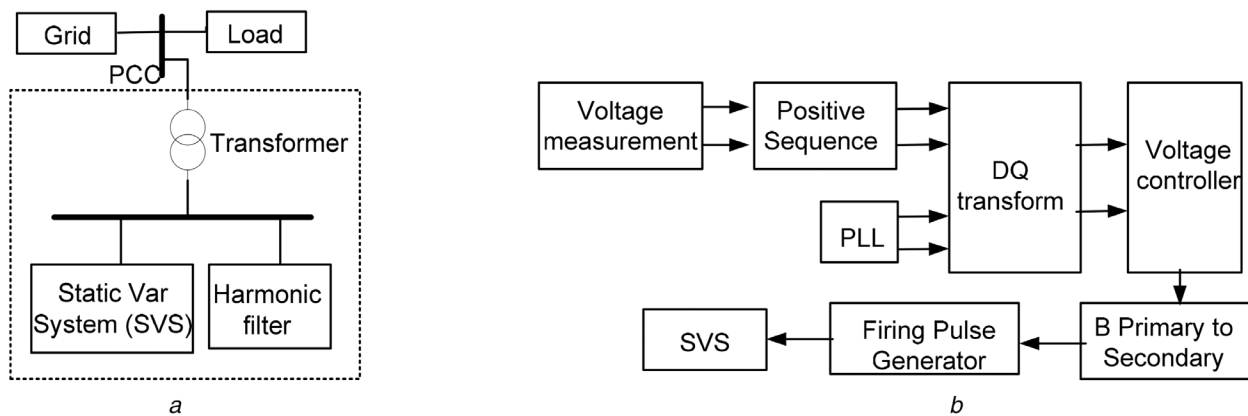 Grid
Load
PCC
Transformer
Static Var
System (SVS)
Harmonic
filter
a
Voltage
measurement
Positive
Sequence
DQ
transform
Voltage
controller
PLL
SVS
Firing Pulse
Generator
B Primary to
Secondary
b